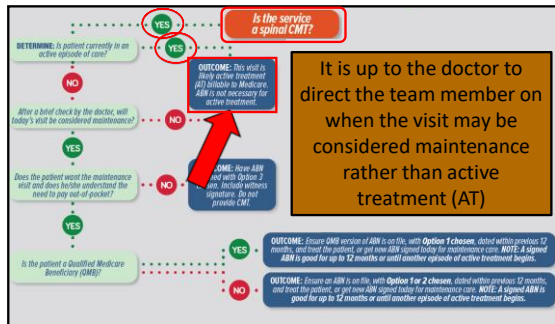 YES
Is the service
a spinal CMT?
DETERMINE: Is patient currently in an
active episode of care?
YES
NO
OUTCOME: This visit is
likely active treatment
(AT) billable to Medicare.
ABN is not necessary for
active treatment.
After a brief check by the doctor, will
today's visit be considered maintenance?
NO
YES
Does the patient want the maintenance
visit and does he/she understand the
need to pay out-of-pocket?
NO
OUTCOME: Have ABN
signed with Option 3
chosen. Include witness
signature. Do not
provide CMT.
YES
Is the patient a Qualified Medicare
Beneficiary (QMB)?
YES
OUTCOME: Ensure QMB version of ABN is on file, with Option 1 chosen, dated within previous 12
months, and treat the patient, or get new ABN signed today for maintenance care. NOTE: A signed
ABN is good for up to 12 months or until another episode of active treatment begins.
NO
OUTCOME: Ensure an ABN is on file, with Option 1 or 2 chosen, dated within previous 12 months,
and treat the patient, or get new ABN signed today for maintenance care. NOTE: A signed ABN is
good for up to 12 months or until another episode of active treatment begins.
It is up to the doctor to
direct the team member on
when the visit may be
considered maintenance
rather than active
treatment (AT)